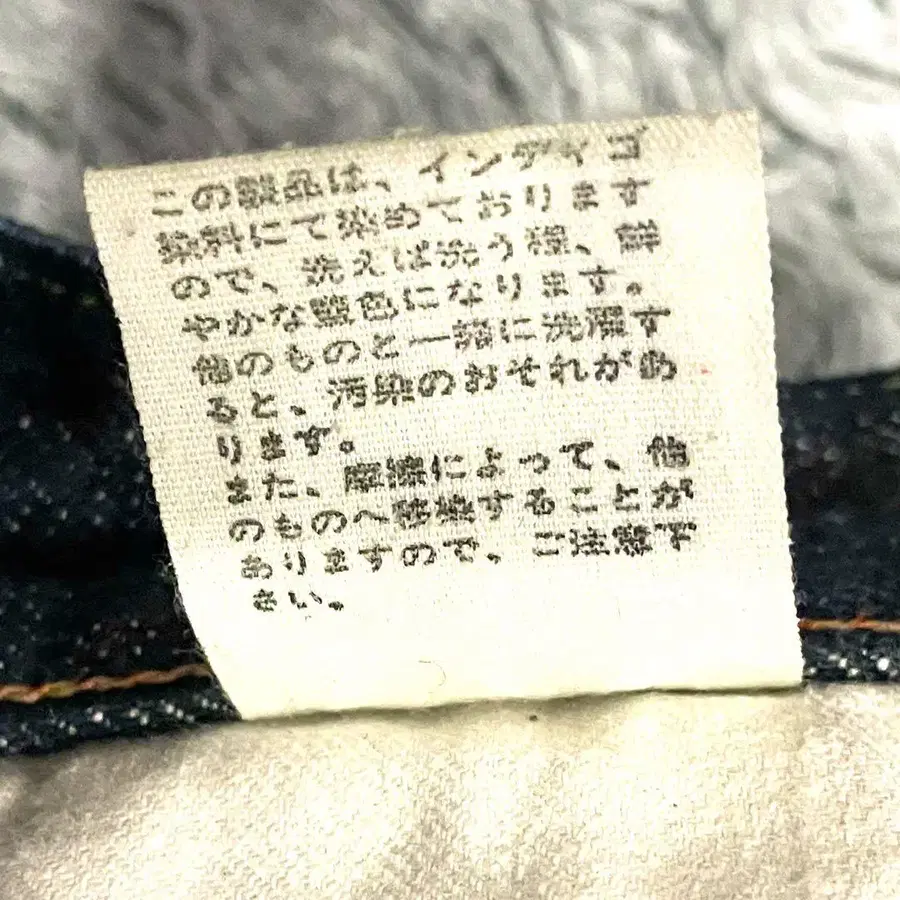 この製品は、インディゴ
染料にて染めております
ので、洗えば洗う程、鮮
やかな藍色になります。
他のものと一緒に洗濯す
ると、汚染のおそれがあ
ります。
また、摩擦によって、他
のものへ移染することが
ありますので、ご注意下
さい。